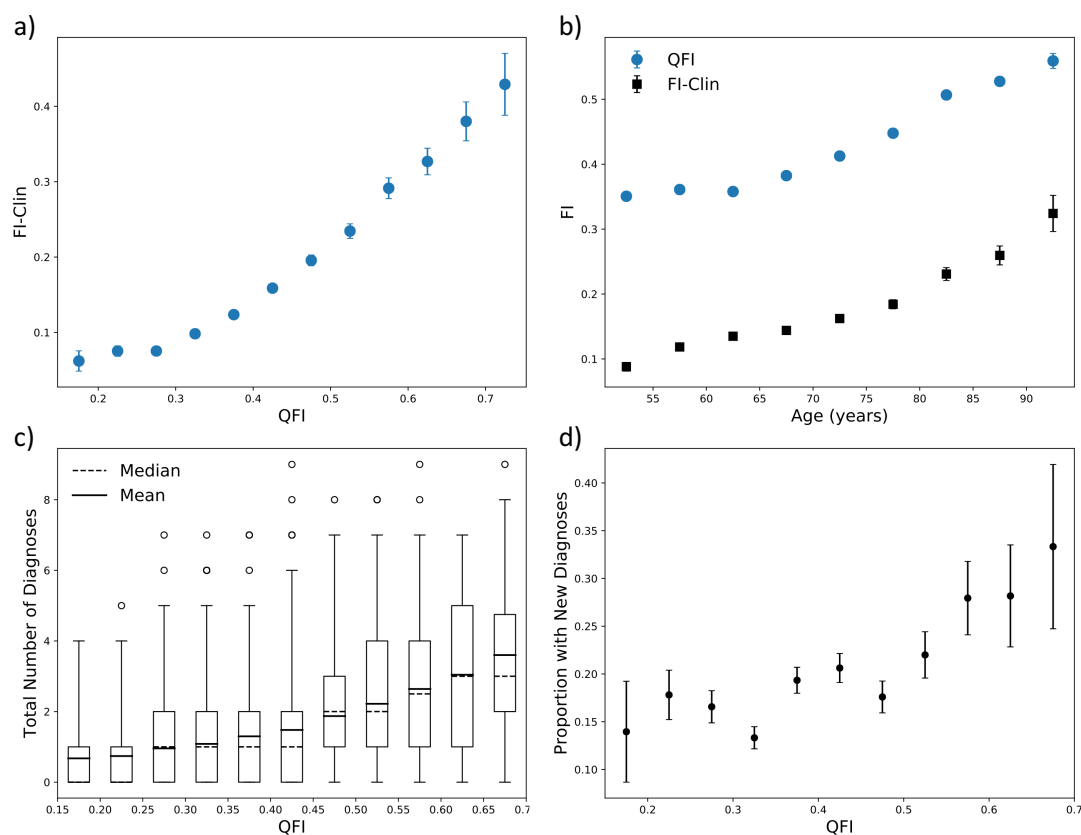 a)
FI-Clin
0.4
0.3
0.2
0.1
0.2 0.3 0.4 0.5 0.6 0.7
QFI
b)
QFI
FI-Clin
FI
0.5
0.4
0.3
0.2
0.1
55 60 65 70 75 80 85 90
Age (years)
c)
Median
Mean
Total Number of Diagnoses
8
6
4
2
0
0.15 0.20 0.25 0.30 0.35 0.40 0.45 0.50 0.55 0.60 0.65 0.7
QFI
d)
Proportion with New Diagnoses
0.40
0.35
0.30
0.25
0.20
0.15
0.10
0.2 0.3 0.4 0.5 0.6 0.7
QFI